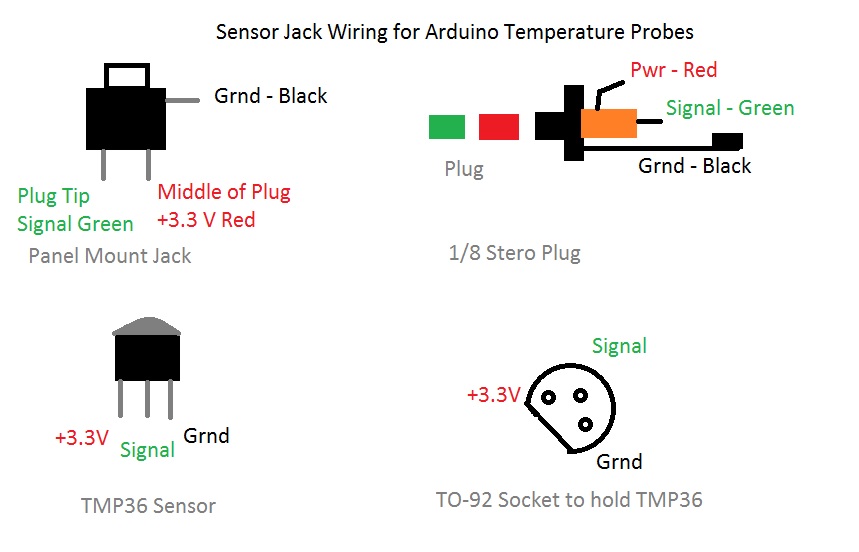 Sensor Jack Wiring for Arduino Temperature Probes
Grnd - Black
Plug Tip
Signal Green
Middle of Plug
+3.3 V Red
Panel Mount Jack
Pwr - Red
Signal - Green
Grnd - Black
Plug
1/8 Stero Plug
+3.3V
Signal
Grnd
TMP36 Sensor
Signal
+3.3V
Grnd
TO-92 Socket to hold TMP36